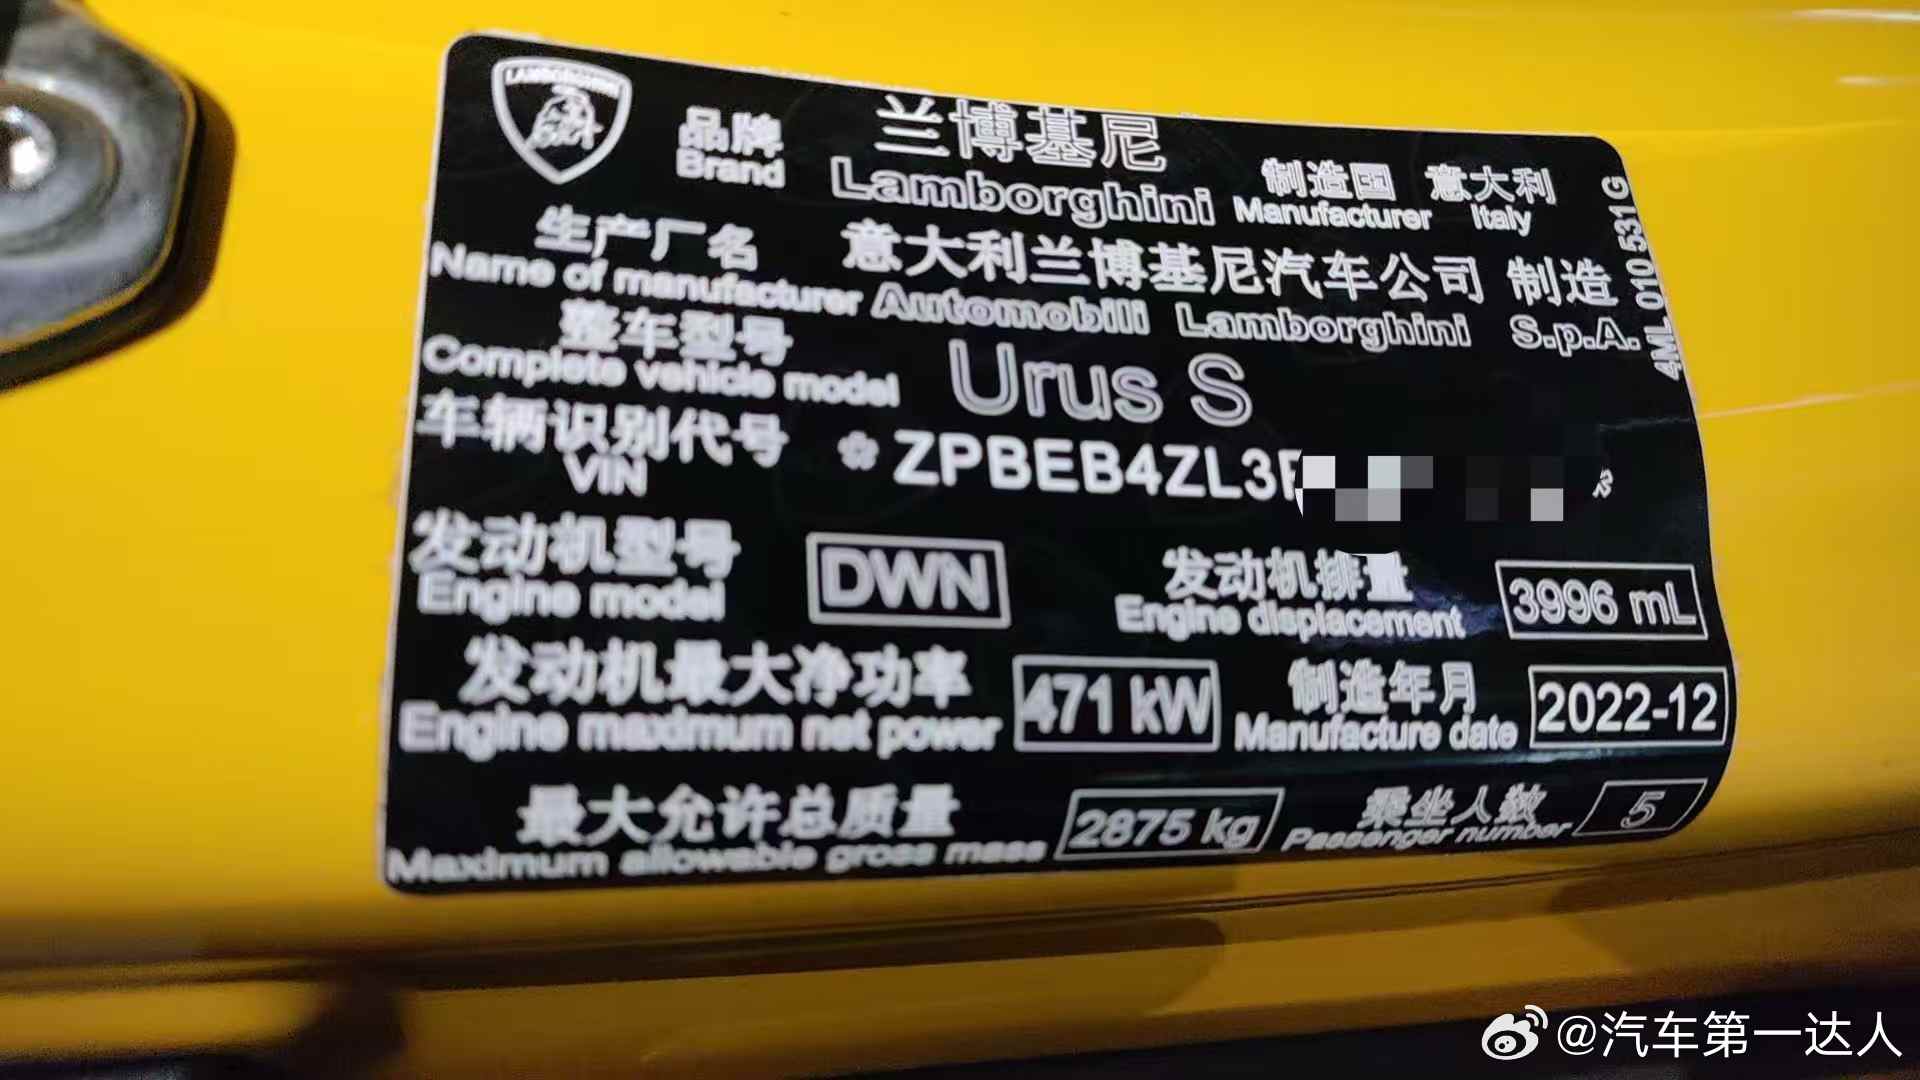 LAMBORGHINI
品牌 兰博基尼 制造国 意大利
Brand Lamborghini Manufacturer Italy
生产厂名 意大利兰博基尼汽车公司 制造
Name of manufacturer Automobili Lamborghini S.p.A.
整车型号 Urus S
Complete vehicle model
车辆识别代号 * ZPBEB4ZL3
VIN
发动机型号 DWN 发动机排量 3996 mL
Engine model Engine displacement
发动机最大净功率 471 kW 制造年月 2022-12
Engine maximum net power Manufacture date
最大允许总质量 2875 kg 乘坐人数 5
Maximum allowable gross mass Passenger number
4ML 010 531 G
@汽车第一达人